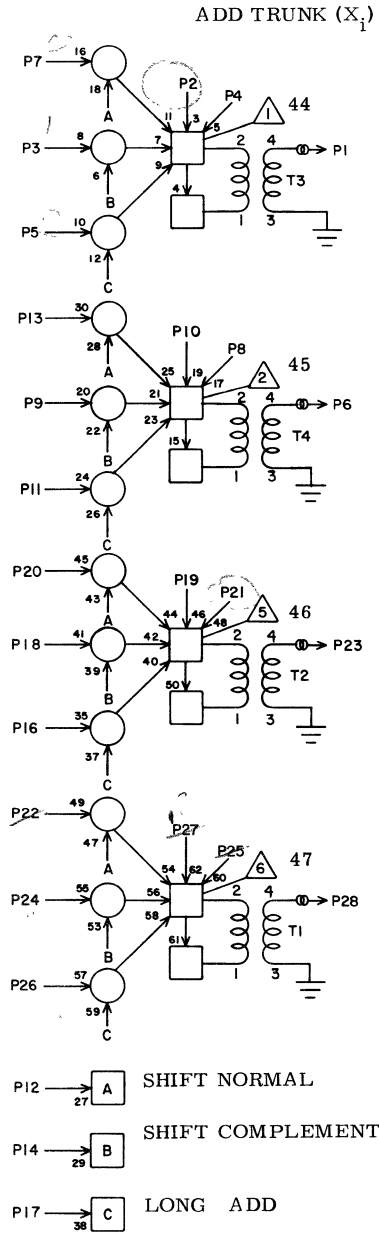 ADD TRUNK (Xi)
P7 16
18
A
P2 P4
11 3 5
1 44
P3 8 7
6
9
B
2 4 P1
T3
4
1 3
P5 10
12
C
P13 30
28
A
P10
P8
25 19 17
2 45
P9 20 21
22 23
B
2 4 P6
T4
15
1 3
P11 24
26
C
P20 45
43
A
P19
P21
44 46 48
5 46
P18 41 42
39 40
B
2 4 P23
T2
50
1 3
P16 35
37
C
P22 49
47
A
P27
P25
54 62 60
6 47
P24 55 56
53 58
B
2 4 P28
T1
61
1 3
P26 57
59
C
P12 27 A SHIFT NORMAL
P14 29 B SHIFT COMPLEMENT
P17 38 C LONG ADD